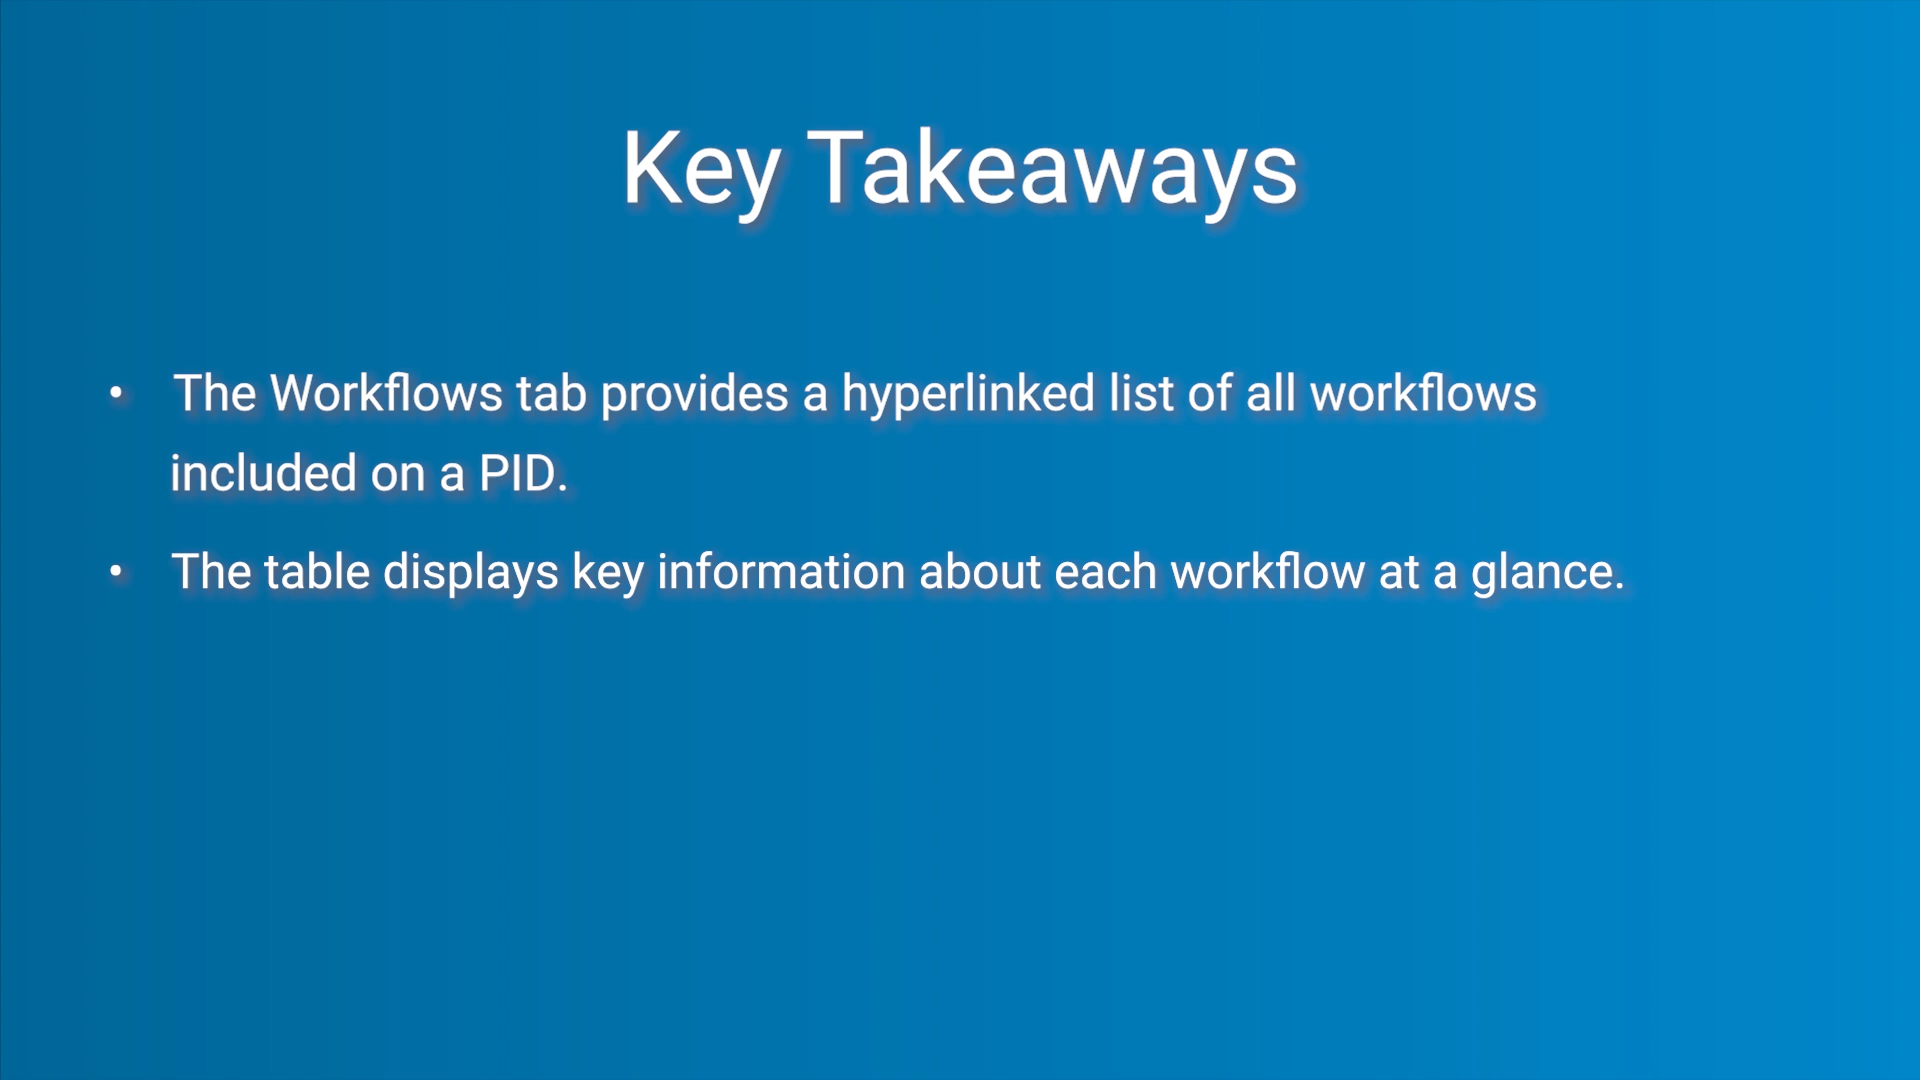 Key Takeaways
• The Workflows tab provides a hyperlinked list of all workflows
included on a PID.
• The table displays key information about each workflow at a glance.